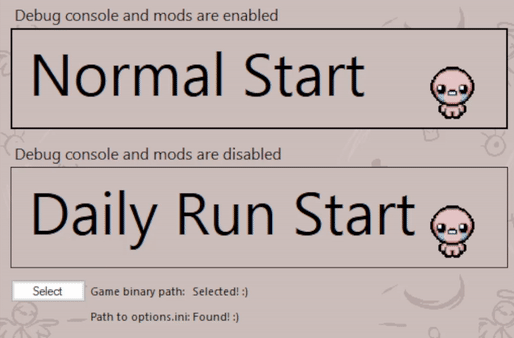 Debug console and mods are enabled
Normal Start
Debug console and mods are disabled
Daily Run Start
Select Game binary path: Selected! :)
Path to options.ini: Found! :)